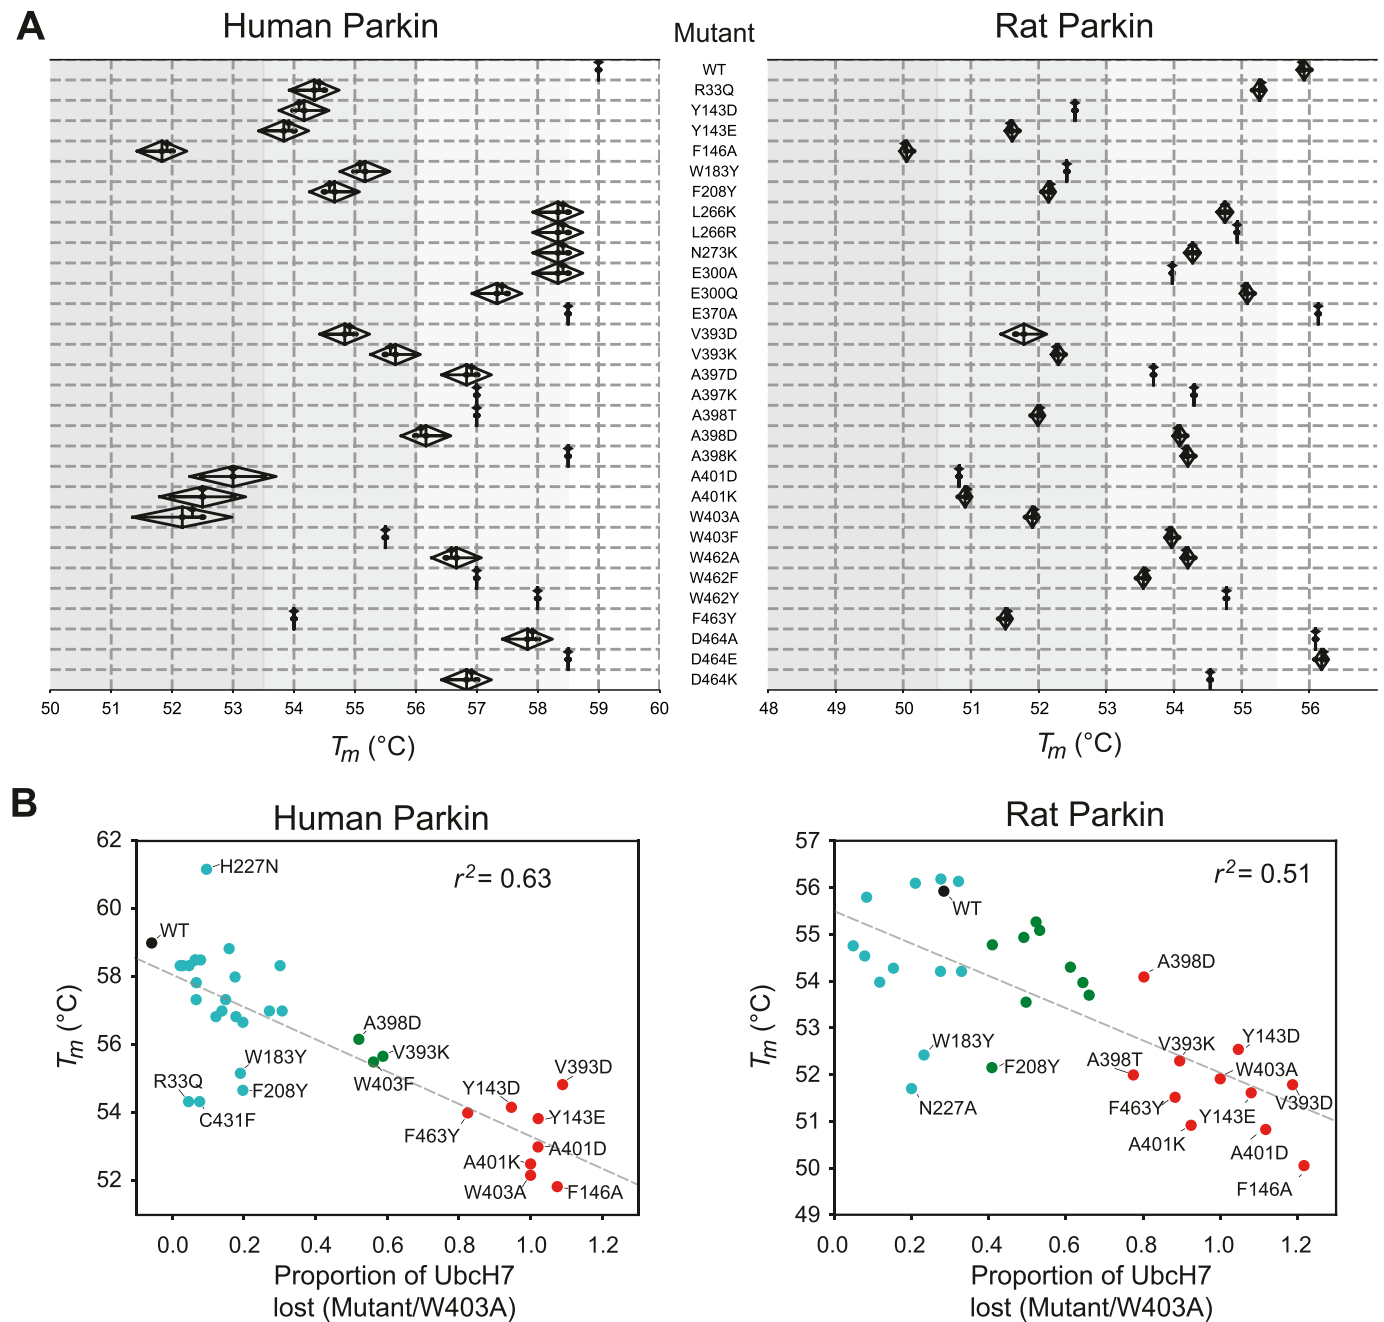 A
Human Parkin
Mutant
Rat Parkin
WT
R33Q
Y143D
Y143E
F146A
W183Y
F208Y
L266K
L266R
N273K
E300A
E300Q
E370A
V393D
V393K
A397D
A397K
A398T
A398D
A398K
A401D
A401K
W403A
W403F
W462A
W462F
W462Y
F463Y
D464A
D464E
D464K
50 51 52 53 54 55 56 57 58 59 60
48 49 50 51 52 53 54 55 56
Tm (°C)
Tm (°C)
B
Human Parkin
62
60
58
56
54
52
Tm (°C)
r2= 0.63
H227N
WT
A398D
V393K
W403F
W183Y
F208Y
R33Q
C431F
V393D
Y143D
Y143E
F463Y
A401D
A401K
W403A
F146A
0.0 0.2 0.4 0.6 0.8 1.0 1.2
Proportion of UbcH7
lost (Mutant/W403A)
Rat Parkin
57
56
55
54
53
52
51
50
49
Tm (°C)
r2= 0.51
WT
A398D
W183Y
F208Y
N227A
Y143D
V393K
A398T
W403A
F463Y
Y143E
V393D
A401K
A401D
F146A
0.0 0.2 0.4 0.6 0.8 1.0 1.2
Proportion of UbcH7
lost (Mutant/W403A)